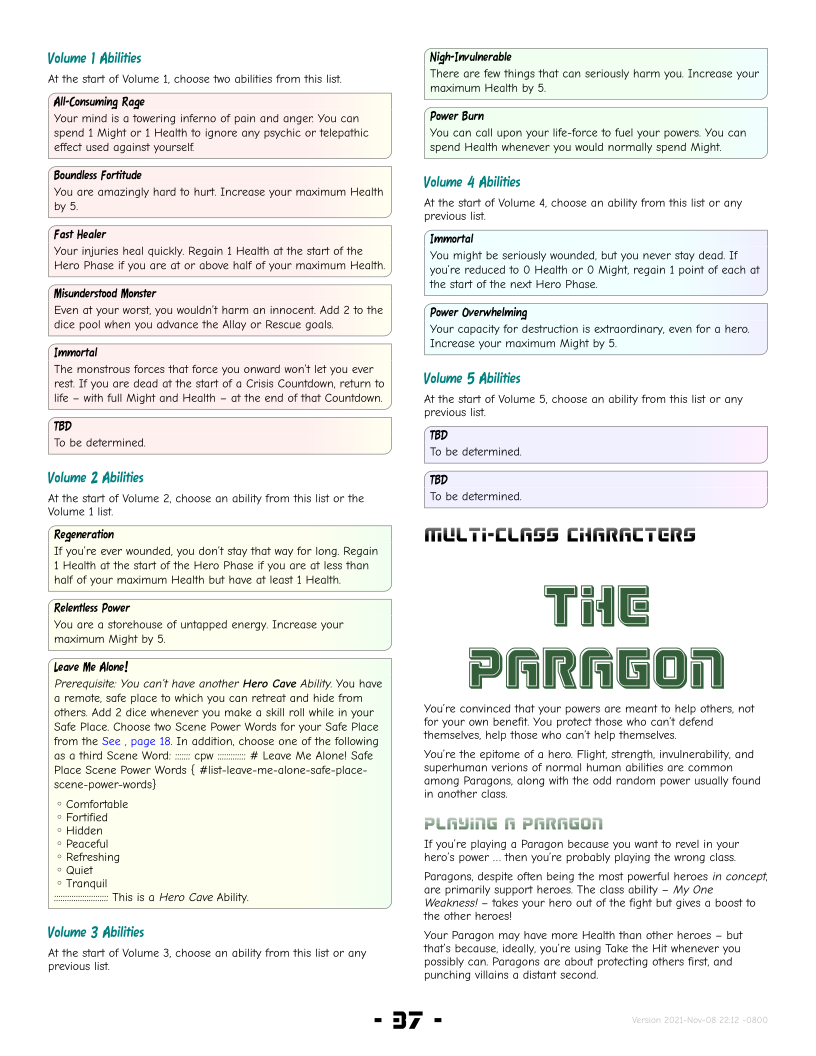 Volume 1 Abilities
At the start of Volume 1, choose two abilities from this list.
All-Consuming Rage
Your mind is a towering inferno of pain and anger. You can
spend 1 Might or 1 Health to ignore any psychic or telepathic
effect used against yourself.
Boundless Fortitude
You are amazingly hard to hurt. Increase your maximum Health
by 5.
Fast Healer
Your injuries heal quickly. Regain 1 Health at the start of the
Hero Phase if you are at or above half of your maximum Health.
Misunderstood Monster
Even at your worst, you wouldn't harm an innocent. Add 2 to the
dice pool when you advance the Allay or Rescue goals.
Immortal
The monstrous forces that force you onward won't let you ever
rest. If you are dead at the start of a Crisis Countdown, return to
life – with full Might and Health – at the end of that Countdown.
TBD
To be determined.
Volume 2 Abilities
At the start of Volume 2, choose an ability from this list or the
Volume 1 list.
Regeneration
If you're ever wounded, you don't stay that way for long. Regain
1 Health at the start of the Hero Phase if you are at less than
half of your maximum Health but have at least 1 Health.
Relentless Power
You are a storehouse of untapped energy. Increase your
maximum Might by 5.
Leave Me Alone!
Prerequisite: You can't have another Hero Cave Ability. You have
a remote, safe place to which you can retreat and hide from
others. Add 2 dice whenever you make a skill roll while in your
Safe Place. Choose two Scene Power Words for your Safe Place
from the See , page 18. In addition, choose one of the following
as a third Scene Word: ::::::: cpw ::::::::::::: # Leave Me Alone! Safe
Place Scene Power Words { #list-leave-me-alone-safe-place-
scene-power-words}
◦ Comfortable
◦ Fortified
◦ Hidden
◦ Peaceful
◦ Refreshing
◦ Quiet
◦ Tranquil
::::::::::::::::::::::::: This is a Hero Cave Ability.
Volume 3 Abilities
At the start of Volume 3, choose an ability from this list or any
previous list.
Nigh-Invulnerable
There are few things that can seriously harm you. Increase your
maximum Health by 5.
Power Burn
You can call upon your life-force to fuel your powers. You can
spend Health whenever you would normally spend Might.
Volume 4 Abilities
At the start of Volume 4, choose an ability from this list or any
previous list.
Immortal
You might be seriously wounded, but you never stay dead. If
you're reduced to 0 Health or 0 Might, regain 1 point of each at
the start of the next Hero Phase.
Power Overwhelming
Your capacity for destruction is extraordinary, even for a hero.
Increase your maximum Might by 5.
Volume 5 Abilities
At the start of Volume 5, choose an ability from this list or any
previous list.
TBD
To be determined.
TBD
To be determined.
MULTI-CLASS CHARACTERS
THE
PARAGON
You're convinced that your powers are meant to help others, not
for your own benefit. You protect those who can't defend
themselves, help those who can't help themselves.
You're the epitome of a hero. Flight, strength, invulnerability, and
superhuman verions of normal human abilities are common
among Paragons, along with the odd random power usually found
in another class.
PLAYING A PARAGON
If you're playing a Paragon because you want to revel in your
hero's power … then you're probably playing the wrong class.
Paragons, despite often being the most powerful heroes in concept,
are primarily support heroes. The class ability – My One
Weakness! – takes your hero out of the fight but gives a boost to
the other heroes!
Your Paragon may have more Health than other heroes – but
that's because, ideally, you're using Take the Hit whenever you
possibly can. Paragons are about protecting others first, and
punching villains a distant second.
- 37 -
Version 2021-Nov-08 22:12 -0800